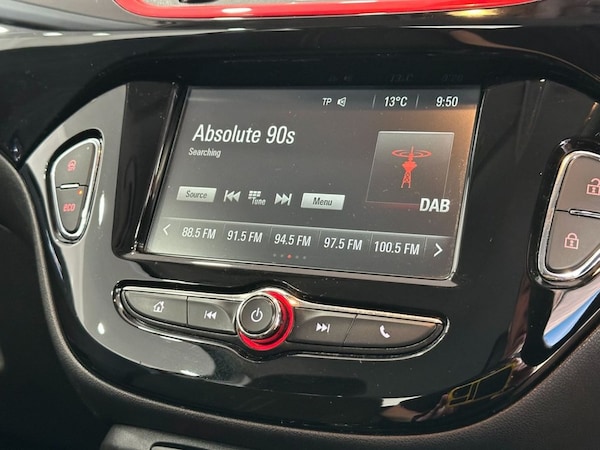 TP 13°C 9:50
Absolute 90s
Searching
DAB
Source Tune Menu
88.5 FM 91.5 FM 94.5 FM 97.5 FM 100.5 FM
ECO